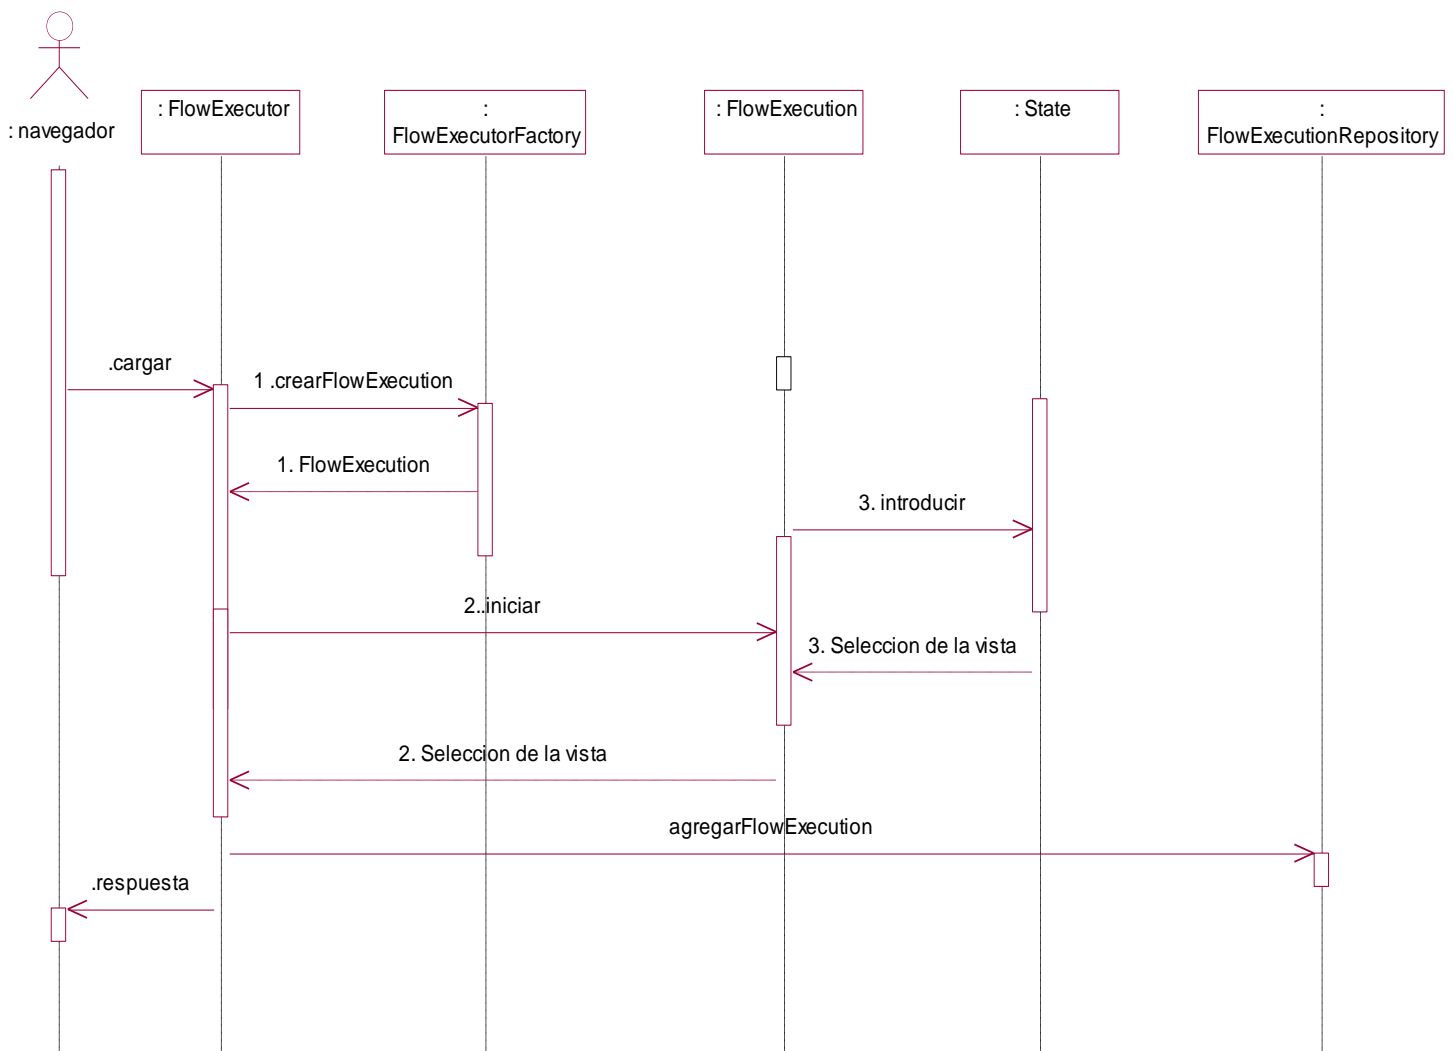 : navegador
: FlowExecutor
:
FlowExecutorFactory
: FlowExecution
: State
:
FlowExecutionRepository
.cargar
1 .crearFlowExecution
1. FlowExecution
3. introducir
2..iniciar
3. Seleccion de la vista
2. Seleccion de la vista
agregarFlowExecution
.respuesta